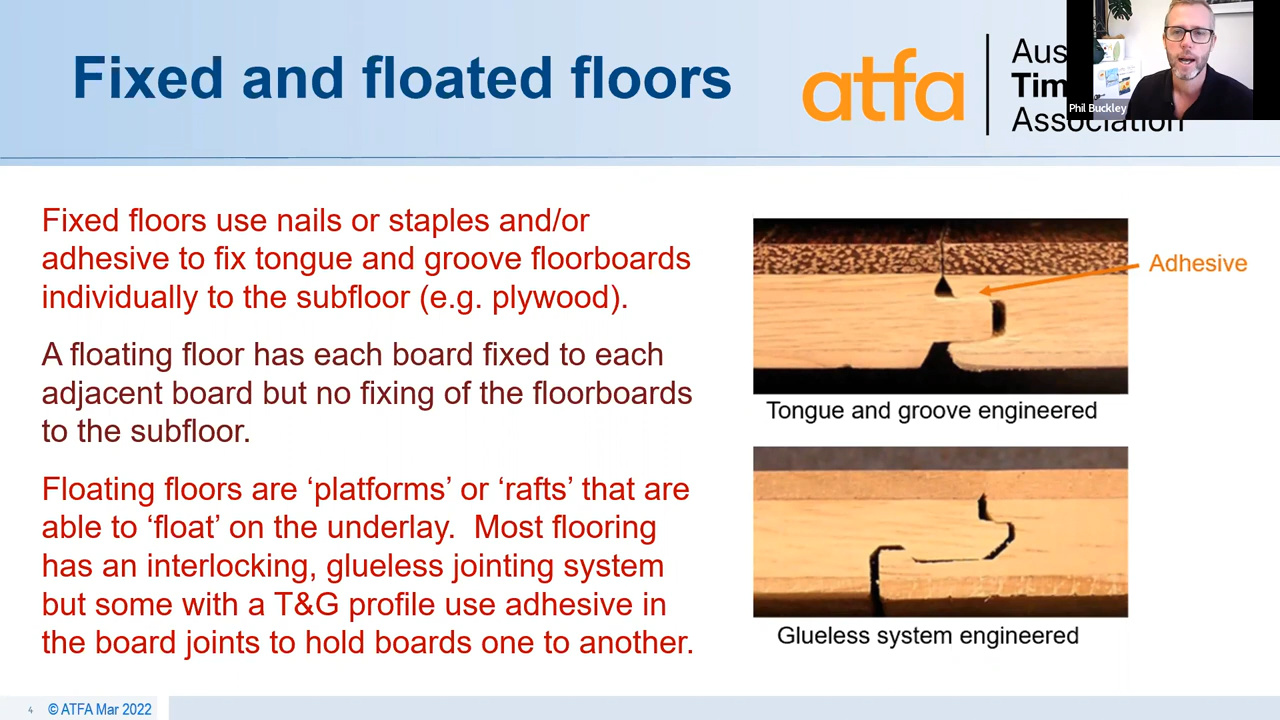 Fixed and floated floors
atfa
Aus
Tim
Association
Phil Buckley
Fixed floors use nails or staples and/or
adhesive to fix tongue and groove floorboards
individually to the subfloor (e.g. plywood).
A floating floor has each board fixed to each
adjacent board but no fixing of the floorboards
to the subfloor.
Floating floors are ‘platforms’ or ‘rafts’ that are
able to ‘float’ on the underlay.  Most flooring
has an interlocking, glueless jointing system
but some with a T&G profile use adhesive in
the board joints to hold boards one to another.
Adhesive
Tongue and groove engineered
Glueless system engineered
4
© ATFA Mar 2022